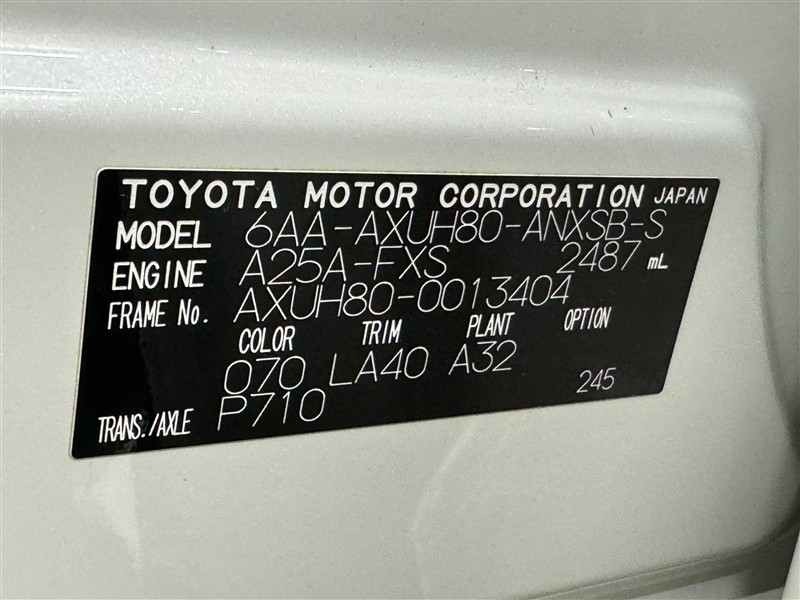 TOYOTA MOTOR CORPORATION JAPAN
MODEL 6AA-AXUH80-ANXSB-S
ENGINE A25A-FXS 2487 mL
FRAME No. AXUH80-0013404
COLOR TRIM PLANT OPTION
070 LA40 A32 245
TRANS./AXLE P710